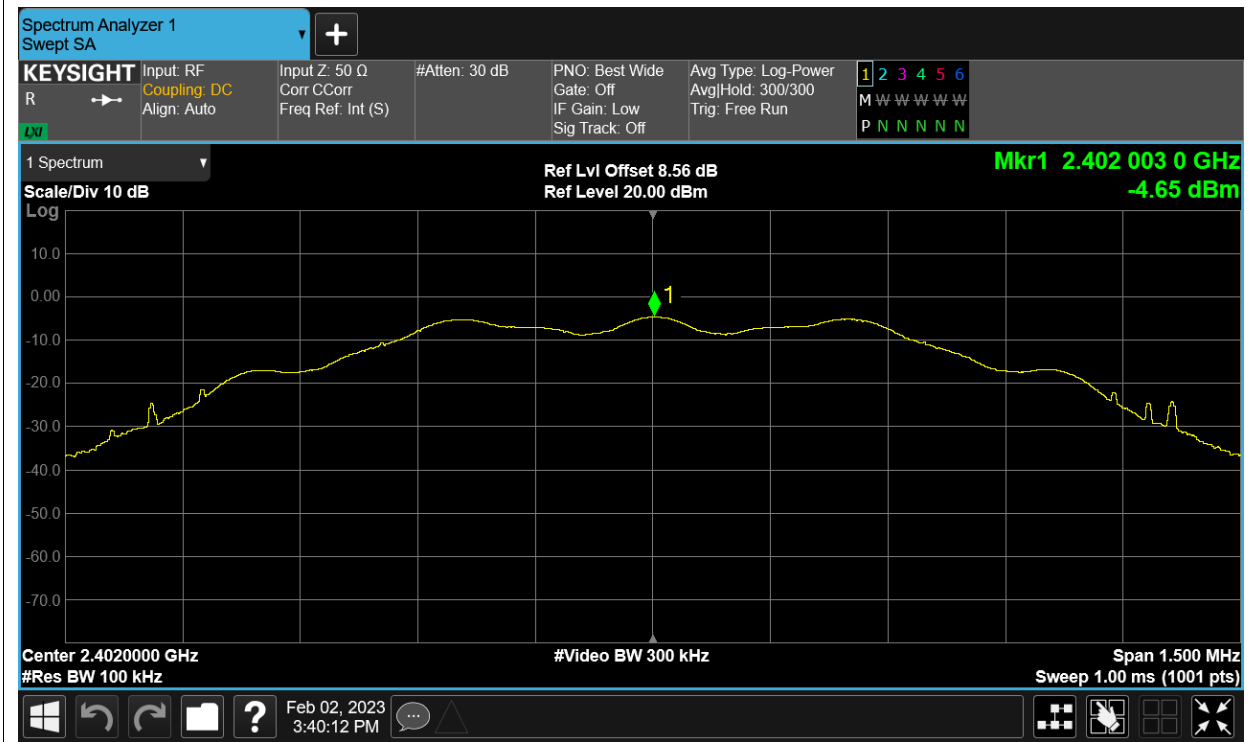 Spectrum Analyzer 1
Swept SA
KEYSIGHT
R
LXI
Input: RF
Coupling: DC
Align: Auto
Input Z: 50 Ω
Corr CCorr
Freq Ref: Int (S)
#Atten: 30 dB
PNO: Best Wide
Gate: Off
IF Gain: Low
Sig Track: Off
Avg Type: Log-Power
Avg|Hold: 300/300
Trig: Free Run
1 2 3 4 5 6
M W W W W W
P N N N N N
1 Spectrum
Scale/Div 10 dB
Log
Ref Lvl Offset 8.56 dB
Ref Level 20.00 dBm
Mkr1 2.402 003 0 GHz
-4.65 dBm
10.0
0.00
1
-10.0
-20.0
-30.0
-40.0
-50.0
-60.0
-70.0
Center 2.4020000 GHz
#Res BW 100 kHz
#Video BW 300 kHz
Span 1.500 MHz
Sweep 1.00 ms (1001 pts)
?
Feb 02, 2023
3:40:12 PM